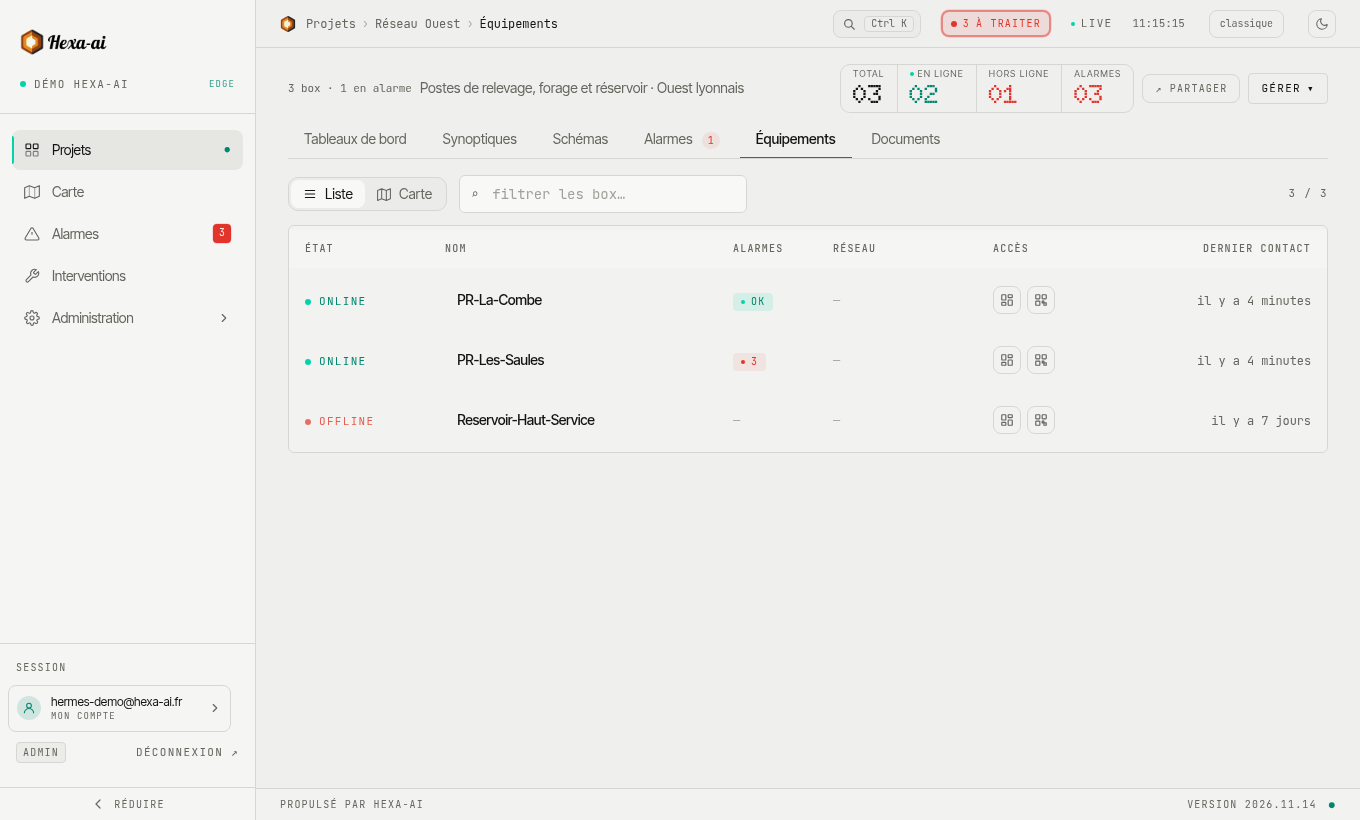 Hexa-ai
DÉMO HEXA-AI EDGE
Projets
Carte
Alarmes 3
Interventions
Administration
SESSION
hermes-demo@hexa-ai.fr
MON COMPTE
ADMIN DÉCONNEXION ↗
RÉDUIRE
Projets › Réseau Ouest › Équipements
Ctrl K
3 À TRAITER
LIVE 11:15:15
classique
3 box · 1 en alarme Postes de relevage, forage et réservoir · Ouest lyonnais
TOTAL EN LIGNE HORS LIGNE ALARMES
03 02 01 03
↗ PARTAGER
GÉRER ▾
Tableaux de bord Synoptiques Schémas Alarmes 1 Équipements Documents
Liste Carte
filtrer les box…
3 / 3
ÉTAT NOM ALARMES RÉSEAU ACCÈS DERNIER CONTACT
ONLINE PR-La-Combe OK — il y a 4 minutes
ONLINE PR-Les-Saules 3 — il y a 4 minutes
OFFLINE Reservoir-Haut-Service — — il y a 7 jours
PROPULSÉ PAR HEXA-AI
VERSION 2026.11.14